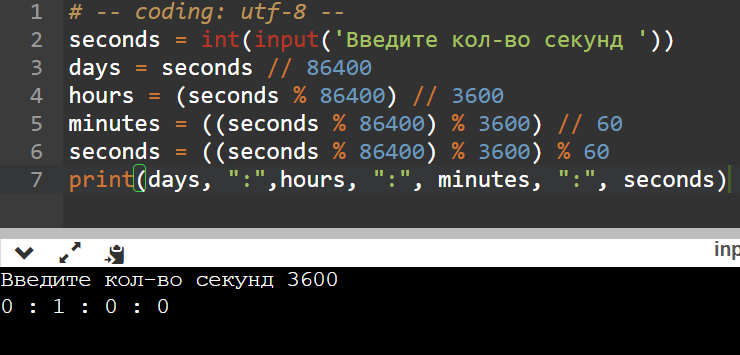 1 # -- coding: utf-8 --
2 seconds = int(input('Введите кол-во секунд '))
3 days = seconds // 86400
4 hours = (seconds % 86400) // 3600
5 minutes = ((seconds % 86400) % 3600) // 60
6 seconds = ((seconds % 86400) % 3600) % 60
7 print(days, ":",hours, ":", minutes, ":", seconds)
inp
Введите кол-во секунд 3600
0 : 1 : 0 : 0